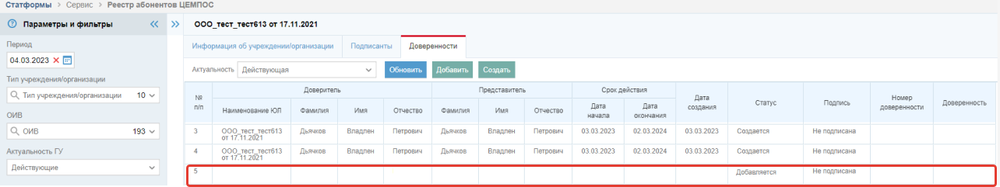 Статформы > Сервис > Реестр абонентов ЦЕМПОС
Параметры и фильтры
Период
04.03.2023
Тип учреждения/организации
Тип учреждения/организации 10
ОИВ
ОИВ 193
Актуальность ГУ
Действующие
ООО_тест_тест613 от 17.11.2021
Информация об учреждении/организации Подписанты Доверенности
Актуальность Действующая Обновить Добавить Создать
№ п/п Доверитель Представитель Срок действия Дата создания Статус Подпись Номер доверенности Доверенность
Наименование ЮЛ Фамилия Имя Отчество Фамилия Имя Отчество Дата начала Дата окончания
3 ООО_тест_тест613 от 17.11.2021 Дьячков Владлен Петрович Дьячков Владлен Петрович 03.03.2023 02.03.2024 03.03.2023 Создается Не подписана
4 ООО_тест_тест613 от 17.11.2021 Дьячков Владлен Петрович Дьячков Владлен Петрович 03.03.2023 02.03.2024 03.03.2023 Создается Не подписана
5 Добавляется Не подписана